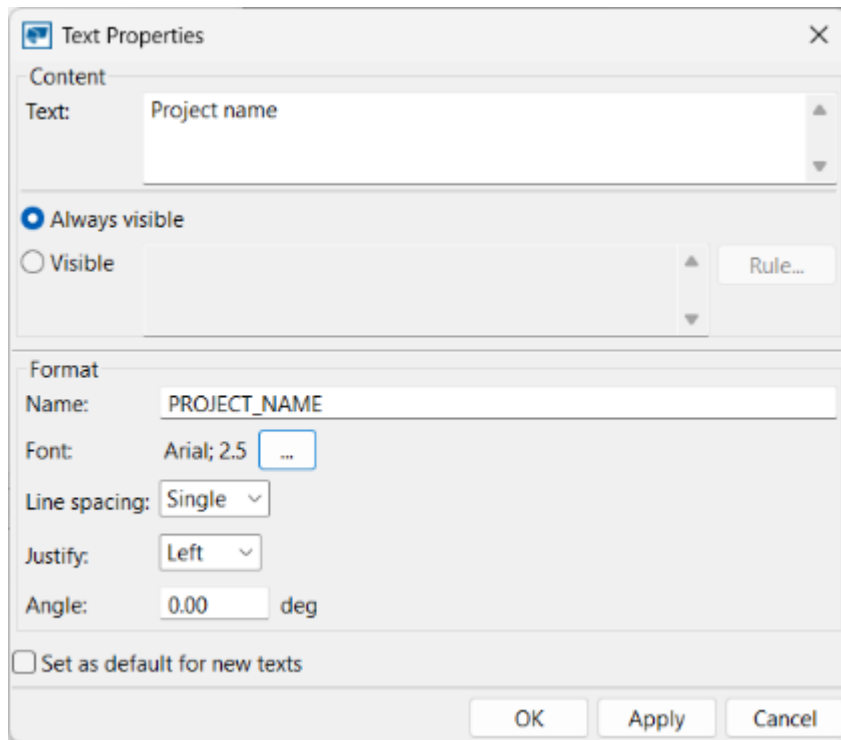 Text Properties
Content
Text: Project name
Always visible
Visible Rule...
Format
Name: PROJECT_NAME
Font: Arial; 2.5 ...
Line spacing: Single
Justify: Left
Angle: 0.00 deg
Set as default for new texts
OK Apply Cancel